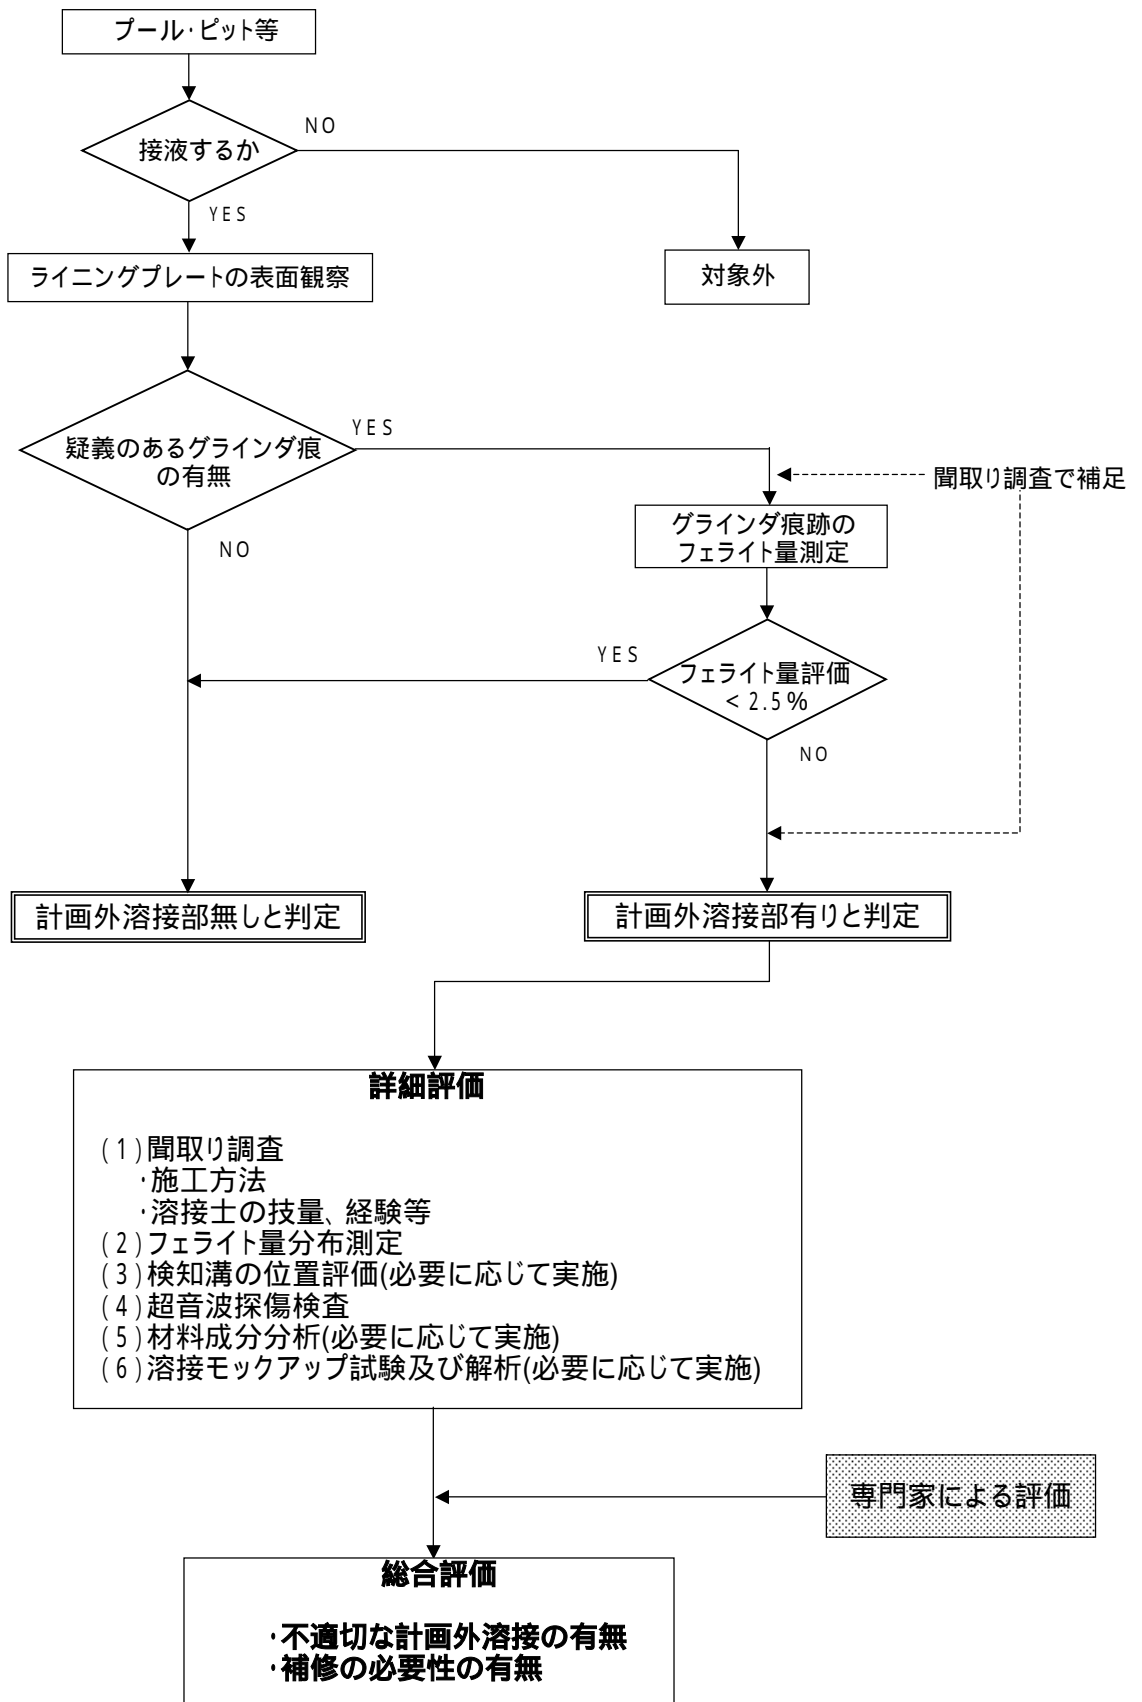 プール・ピット等
接液するか
NO
YES
ライニングプレートの表面観察
対象外
疑義のあるグラインダ痕
の有無
YES
NO
聞取り調査で補足
グラインダ痕跡の
フェライト量測定
フェライト量評価
< 2.5%
YES
NO
計画外溶接部無しと判定
計画外溶接部有りと判定
詳細評価
(1)聞取り調査
・施工方法
・溶接士の技量、経験等
(2)フェライト量分布測定
(3)検知溝の位置評価(必要に応じて実施)
(4)超音波探傷検査
(5)材料成分分析(必要に応じて実施)
(6)溶接モックアップ試験及び解析(必要に応じて実施)
専門家による評価
総合評価
・不適切な計画外溶接の有無
・補修の必要性の有無